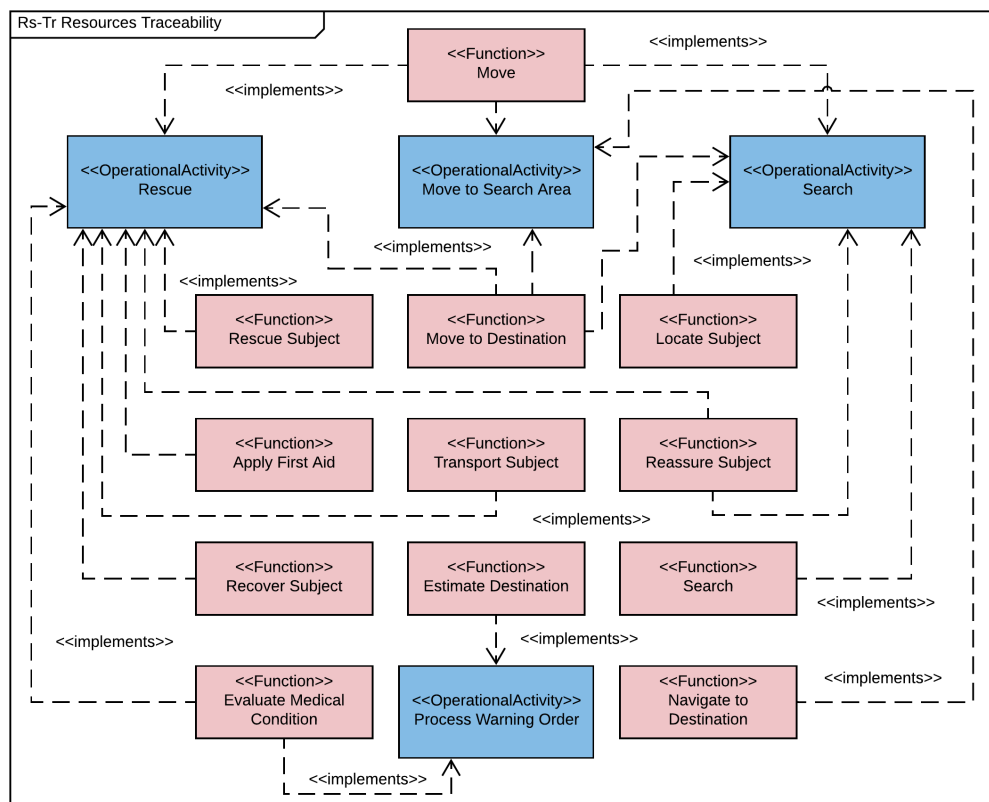 Rs-Tr Resources Traceability
<<Function>>
Move
<<implements>>
<<implements>>
<<OperationalActivity>>
Rescue
<<OperationalActivity>>
Move to Search Area
<<OperationalActivity>>
Search
<<implements>>
<<implements>>
<<implements>>
<<Function>>
Rescue Subject
<<Function>>
Move to Destination
<<Function>>
Locate Subject
<<Function>>
Apply First Aid
<<Function>>
Transport Subject
<<Function>>
Reassure Subject
<<implements>>
<<Function>>
Recover Subject
<<Function>>
Estimate Destination
<<Function>>
Search
<<implements>>
<<implements>>
<<implements>>
<<Function>>
Evaluate Medical
Condition
<<OperationalActivity>>
Process Warning Order
<<Function>>
Navigate to
Destination
<<implements>>
<<implements>>